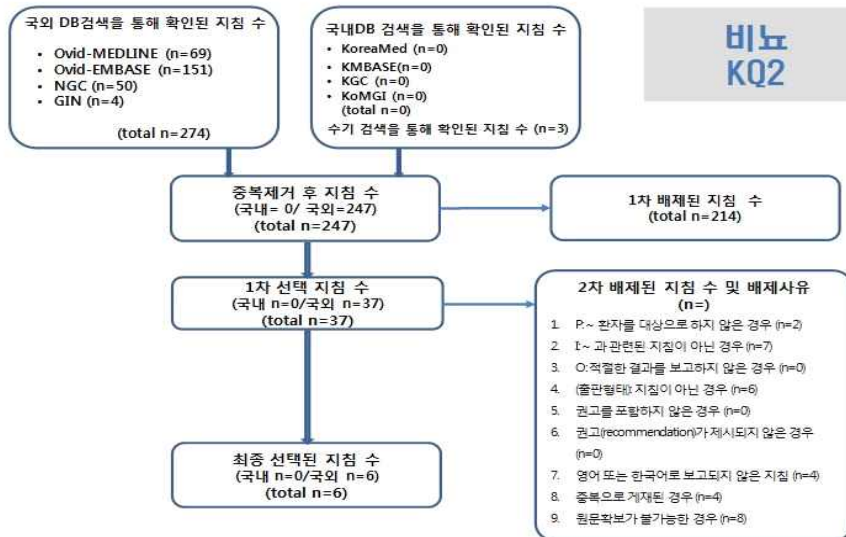 국외 DB검색을 통해 확인된 지침 수
• Ovid-MEDLINE (n=69)
• Ovid-EMBASE (n=151)
• NGC (n=50)
• GIN (n=4)
(total n=274)
국내DB 검색을 통해 확인된 지침 수
• KoreaMed (n=0)
• KMBASE(n=0)
• KGC (n=0)
• KoMGI (n=0)
(total n=0)
수기 검색을 통해 확인된 지침 수 (n=3)
비뇨
KQ2
중복제거 후 지침 수
(국내= 0/ 국외=247)
(total n=247)
1차 배제된 지침 수
(total n=214)
1차 선택 지침 수
(국내 n=0/국외 n=37)
(total n=37)
2차 배제된 지침 수 및 배제사유
(n=)
1. P:~ 환자를 대상으로 하지 않은 경우 (n=2)
2. I:~ 과 관련된 지침이 아닌 경우 (n=7)
3. O:적절한 결과를 보고하지 않은 경우 (n=0)
4. (출판형태): 지침이 아닌 경우 (n=6)
5. 권고를 포함하지 않은 경우 (n=0)
6. 권고(recommendation)가 제시되지 않은 경우
(n=0)
7. 영어 또는 한국어로 보고되지 않은 지침 (n=4)
8. 중복으로 게재된 경우 (n=4)
9. 원문확보가 불가능한 경우 (n=8)
최종 선택된 지침 수
(국내 n=0/국외 n=6)
(total n=6)